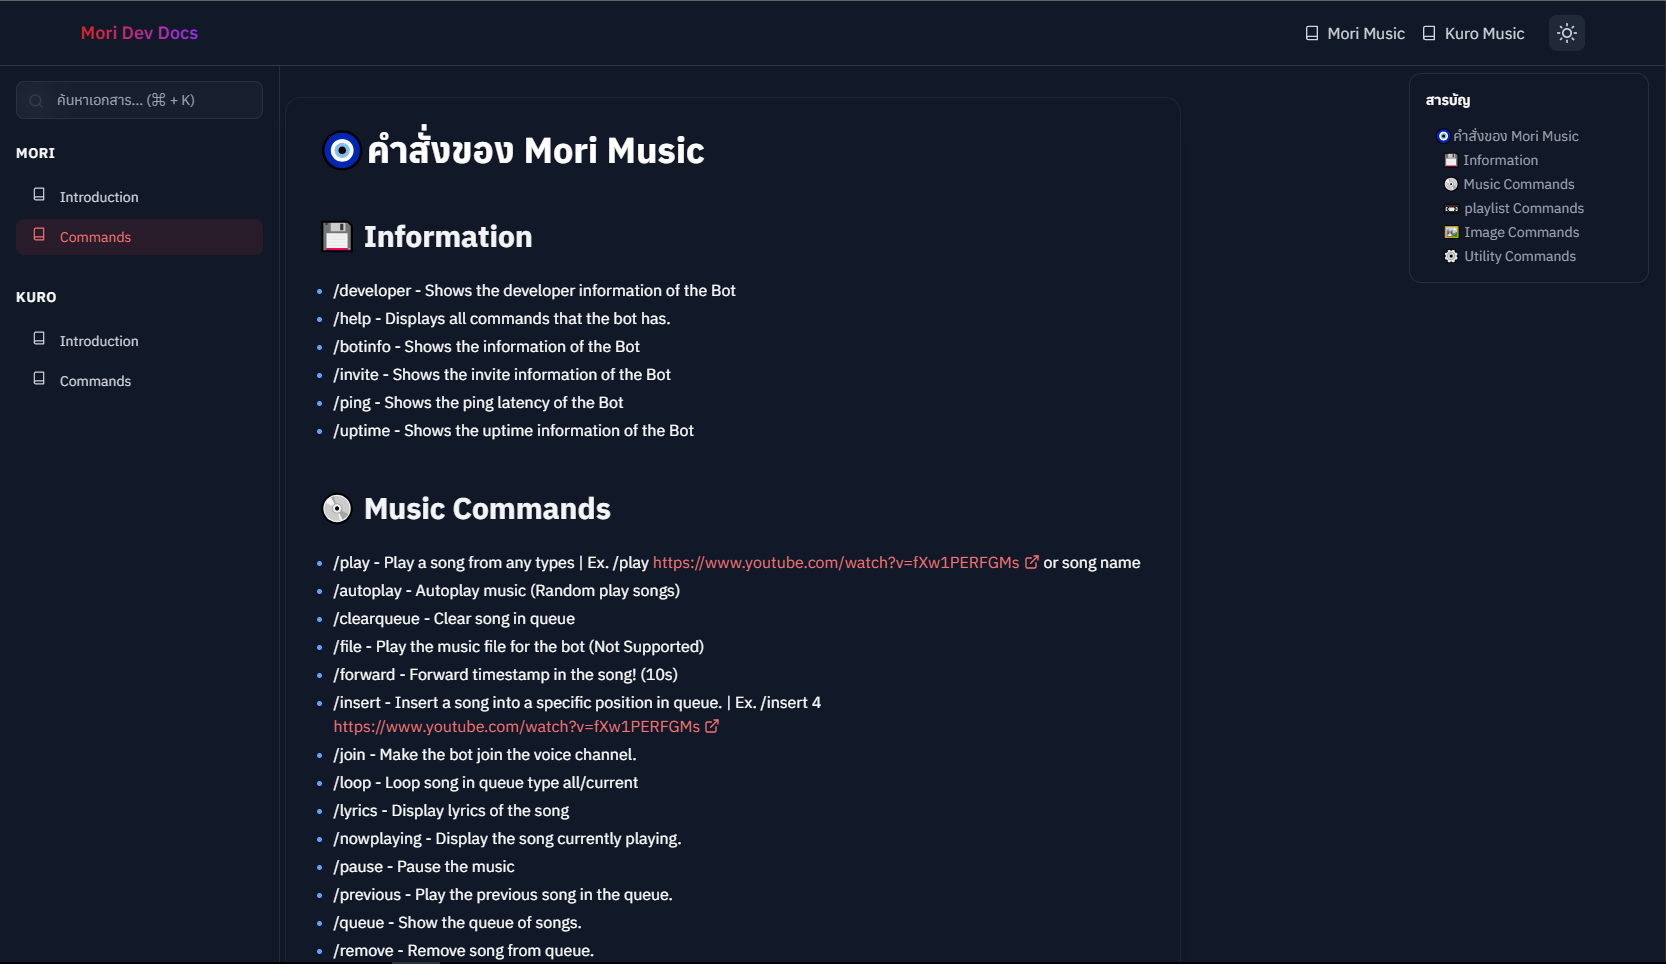 Mori Dev Docs
Mori Music
Kuro Music
ค้นหาเอกสาร... (⌘ + K)
MORI
Introduction
Commands
KURO
Introduction
Commands
คำสั่งของ Mori Music
Information
/developer - Shows the developer information of the Bot
/help - Displays all commands that the bot has.
/botinfo - Shows the information of the Bot
/invite - Shows the invite information of the Bot
/ping - Shows the ping latency of the Bot
/uptime - Shows the uptime information of the Bot
Music Commands
/play - Play a song from any types | Ex. /play https://www.youtube.com/watch?v=fXw1PERFGMs or song name
/autoplay - Autoplay music (Random play songs)
/clearqueue - Clear song in queue
/file - Play the music file for the bot (Not Supported)
/forward - Forward timestamp in the song! (10s)
/insert - Insert a song into a specific position in queue. | Ex. /insert 4
https://www.youtube.com/watch?v=fXw1PERFGMs
/join - Make the bot join the voice channel.
/loop - Loop song in queue type all/current
/lyrics - Display lyrics of the song
/nowplaying - Display the song currently playing.
/pause - Pause the music
/previous - Play the previous song in the queue.
/queue - Show the queue of songs.
/remove - Remove song from queue.
สารบัญ
คำสั่งของ Mori Music
Information
Music Commands
playlist Commands
Image Commands
Utility Commands